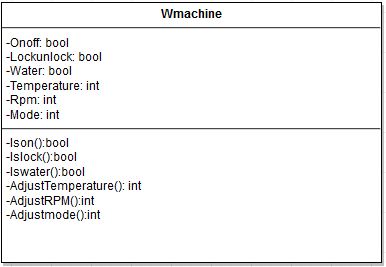 Wmachine
-Onoff: bool
-Lockunlock: bool
-Water: bool
-Temperature: int
-Rpm: int
-Mode: int
-Ison():bool
-Islock():bool
-Iswater():bool
-AdjustTemperature(): int
-AdjustRPM():int
-Adjustmode():int